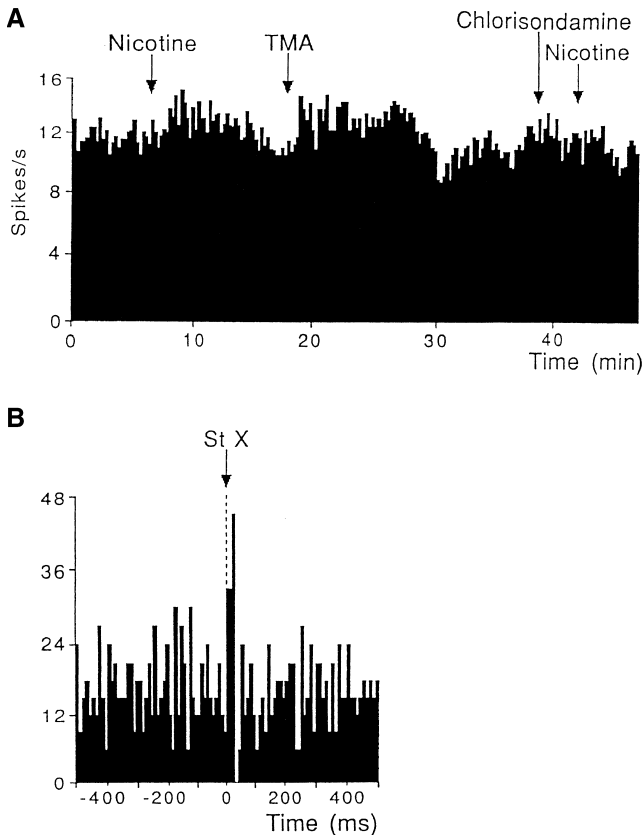 A
Nicotine
TMA
Chlorisondamine
Nicotine
16
12
8
4
0
Spikes/s
0 10 20 30 40
Time (min)
B
St X
48
36
24
12
0
-400 -200 0 200 400
Time (ms)